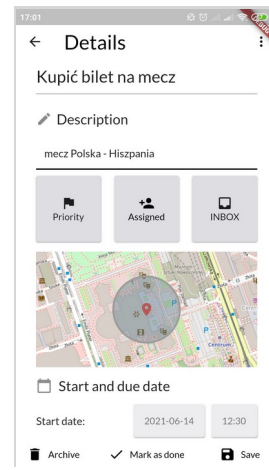 17:01
Details
Kupić bilet na mecz
Description
mecz Polska - Hiszpania
Priority
Assigned
INBOX
P
P
Centrum
Start and due date
Start date:
2021-06-14
12:30
Archive
Mark as done
Save